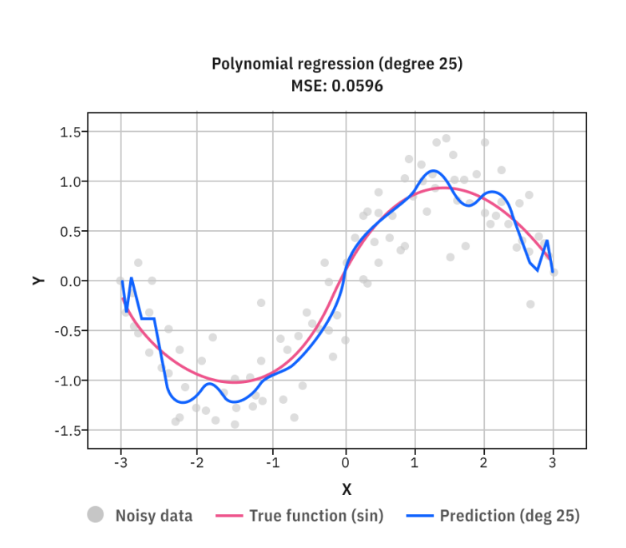 Polynomial regression (degree 25)
MSE: 0.0596
1.5
1.0
0.5
0.0
-0.5
-1.0
-1.5
Y
-3 -2 -1 0 1 2 3
X
Noisy data True function (sin) Prediction (deg 25)